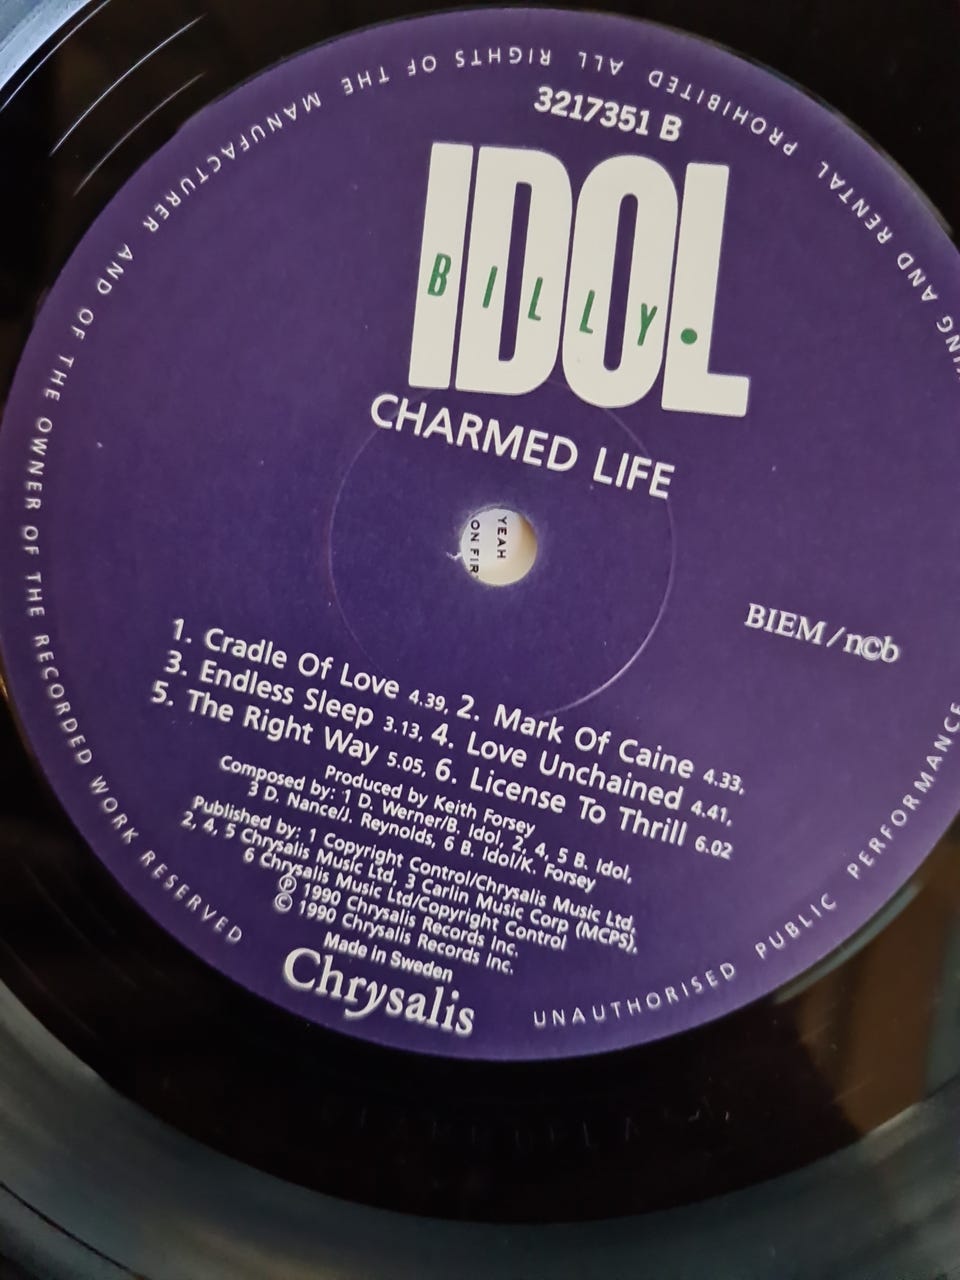 3217351 B
IDOL
BILLY.
CHARMED LIFE
YEAH
ON FIR
BIEM/n©b
1. Cradle Of Love 4.39, 2. Mark Of Caine 4.33,
3. Endless Sleep 3.13, 4. Love Unchained 4.41,
5. The Right Way 5.05, 6. License To Thrill 6.02
Produced by Keith Forsey
Composed by: 1 D. Werner/B. Idol, 2, 4, 5 B. Idol,
3 D. Nance/J. Reynolds, 6 B. Idol/K. Forsey
Published by: 1 Copyright Control/Chrysalis Music Ltd,
2, 4, 5 Chrysalis Music Ltd, 3 Carlin Music Corp (MCPS),
6 Chrysalis Music Ltd/Copyright Control
℗ 1990 Chrysalis Records Inc.
© 1990 Chrysalis Records Inc.
Made in Sweden
Chrysalis
UNAUTHORISED PUBLIC PERFORMANCE
AND RENTAL PROHIBITED ALL RIGHTS OF THE MANUFACTURER AND OF THE OWNER OF THE RECORDED WORK RESERVED